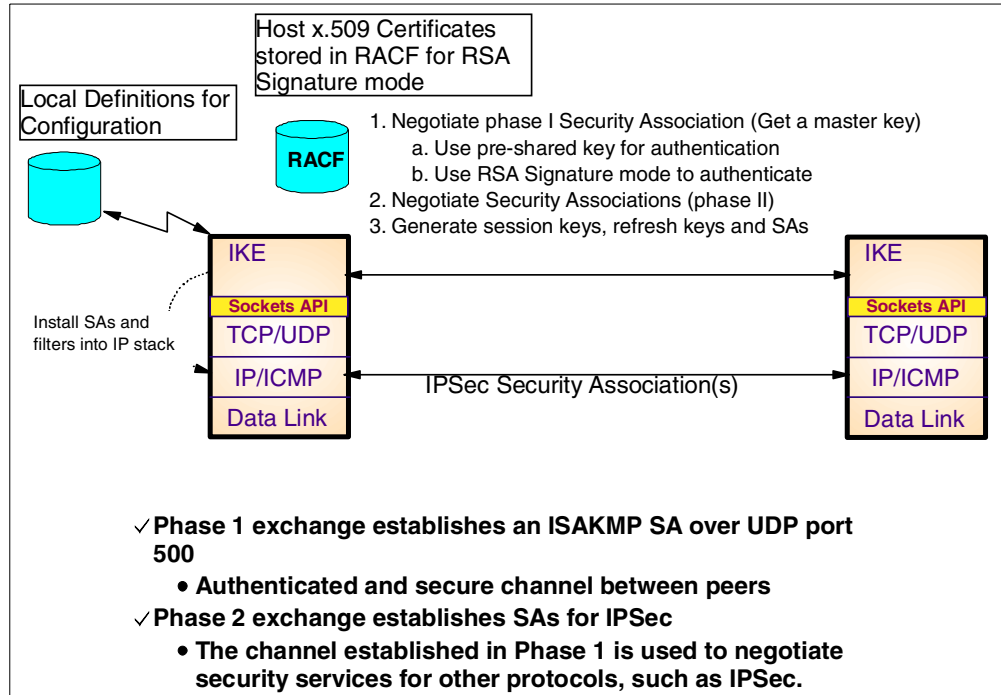 Host x.509 Certificates
stored in RACF for RSA
Signature mode
Local Definitions for
Configuration
RACF
1. Negotiate phase I Security Association (Get a master key)
a. Use pre-shared key for authentication
b. Use RSA Signature mode to authenticate
2. Negotiate Security Associations (phase II)
3. Generate session keys, refresh keys and SAs
IKE
Sockets API
TCP/UDP
IP/ICMP
Data Link
Install SAs and
filters into IP stack
IPSec Security Association(s)
IKE
Sockets API
TCP/UDP
IP/ICMP
Data Link
✓Phase 1 exchange establishes an ISAKMP SA over UDP port
500
• Authenticated and secure channel between peers
✓Phase 2 exchange establishes SAs for IPSec
• The channel established in Phase 1 is used to negotiate
security services for other protocols, such as IPSec.